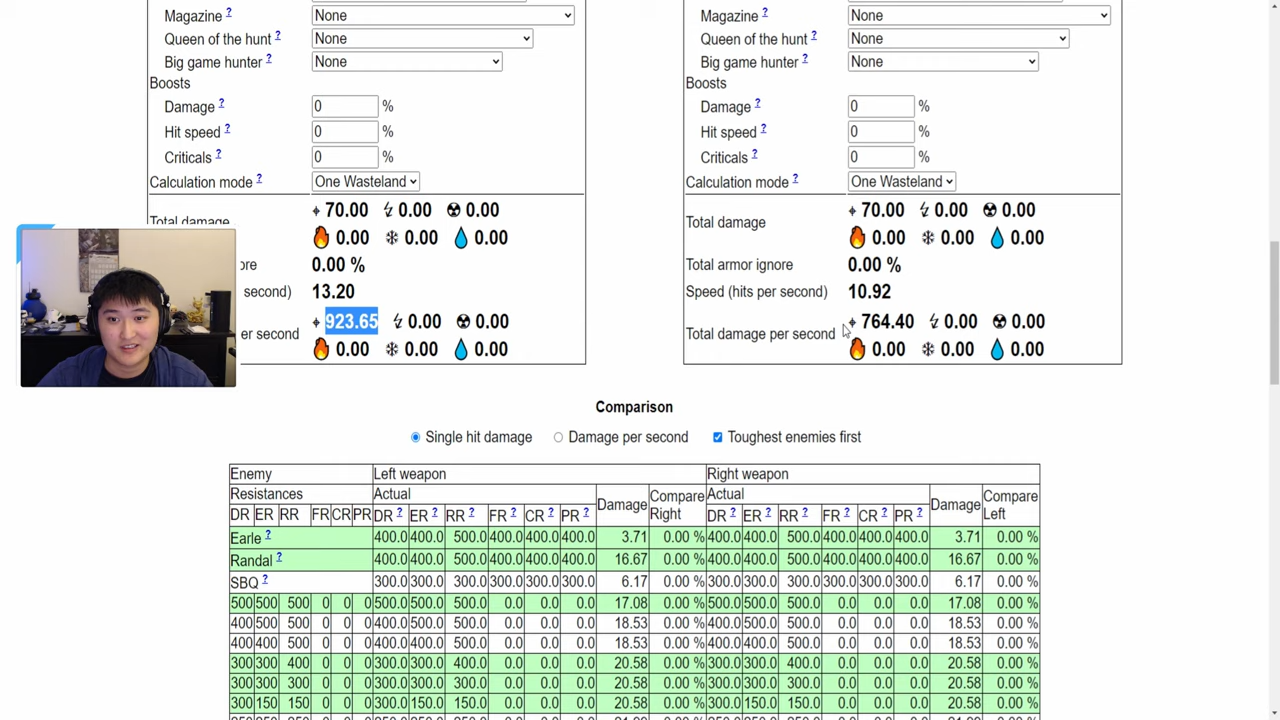 Magazine ? None Magazine ? None
Queen of the hunt ? None Queen of the hunt ? None
Big game hunter ? None Big game hunter ? None
Boosts Boosts
Damage ? 0 % Damage ? 0 %
Hit speed ? 0 % Hit speed ? 0 %
Criticals ? 0 % Criticals ? 0 %
Calculation mode ? One Wasteland Calculation mode ? One Wasteland
Total damage 70.00 0.00 0.00 Total damage 70.00 0.00 0.00
0.00 0.00 0.00 0.00 0.00 0.00
ore 0.00 % Total armor ignore 0.00 %
second) 13.20 Speed (hits per second) 10.92
er second 923.65 0.00 0.00 Total damage per second 764.40 0.00 0.00
0.00 0.00 0.00 0.00 0.00 0.00
Comparison
Single hit damage Damage per second Toughest enemies first
Enemy Left weapon Right weapon
Resistances Actual Damage Compare Right Actual Damage Compare Left
DR ER RR FR CR PR DR ? ER ? RR ? FR ? CR ? PR ? DR ? ER ? RR ? FR ? CR ? PR ?
Earle ? 400.0 400.0 500.0 400.0 400.0 400.0 3.71 0.00 % 400.0 400.0 500.0 400.0 400.0 400.0 3.71 0.00 %
Randal ? 400.0 400.0 500.0 400.0 400.0 400.0 16.67 0.00 % 400.0 400.0 500.0 400.0 400.0 400.0 16.67 0.00 %
SBQ ? 300.0 300.0 300.0 300.0 300.0 300.0 6.17 0.00 % 300.0 300.0 300.0 300.0 300.0 300.0 6.17 0.00 %
500 500 500 0 0 0 500.0 500.0 500.0 0.0 0.0 0.0 17.08 0.00 % 500.0 500.0 500.0 0.0 0.0 0.0 17.08 0.00 %
400 500 500 0 0 0 400.0 500.0 500.0 0.0 0.0 0.0 18.53 0.00 % 400.0 500.0 500.0 0.0 0.0 0.0 18.53 0.00 %
400 400 500 0 0 0 400.0 400.0 500.0 0.0 0.0 0.0 18.53 0.00 % 400.0 400.0 500.0 0.0 0.0 0.0 18.53 0.00 %
300 300 400 0 0 0 300.0 300.0 400.0 0.0 0.0 0.0 20.58 0.00 % 300.0 300.0 400.0 0.0 0.0 0.0 20.58 0.00 %
300 300 300 0 0 0 300.0 300.0 300.0 0.0 0.0 0.0 20.58 0.00 % 300.0 300.0 300.0 0.0 0.0 0.0 20.58 0.00 %
300 150 150 0 0 0 300.0 150.0 150.0 0.0 0.0 0.0 20.58 0.00 % 300.0 150.0 150.0 0.0 0.0 0.0 20.58 0.00 %